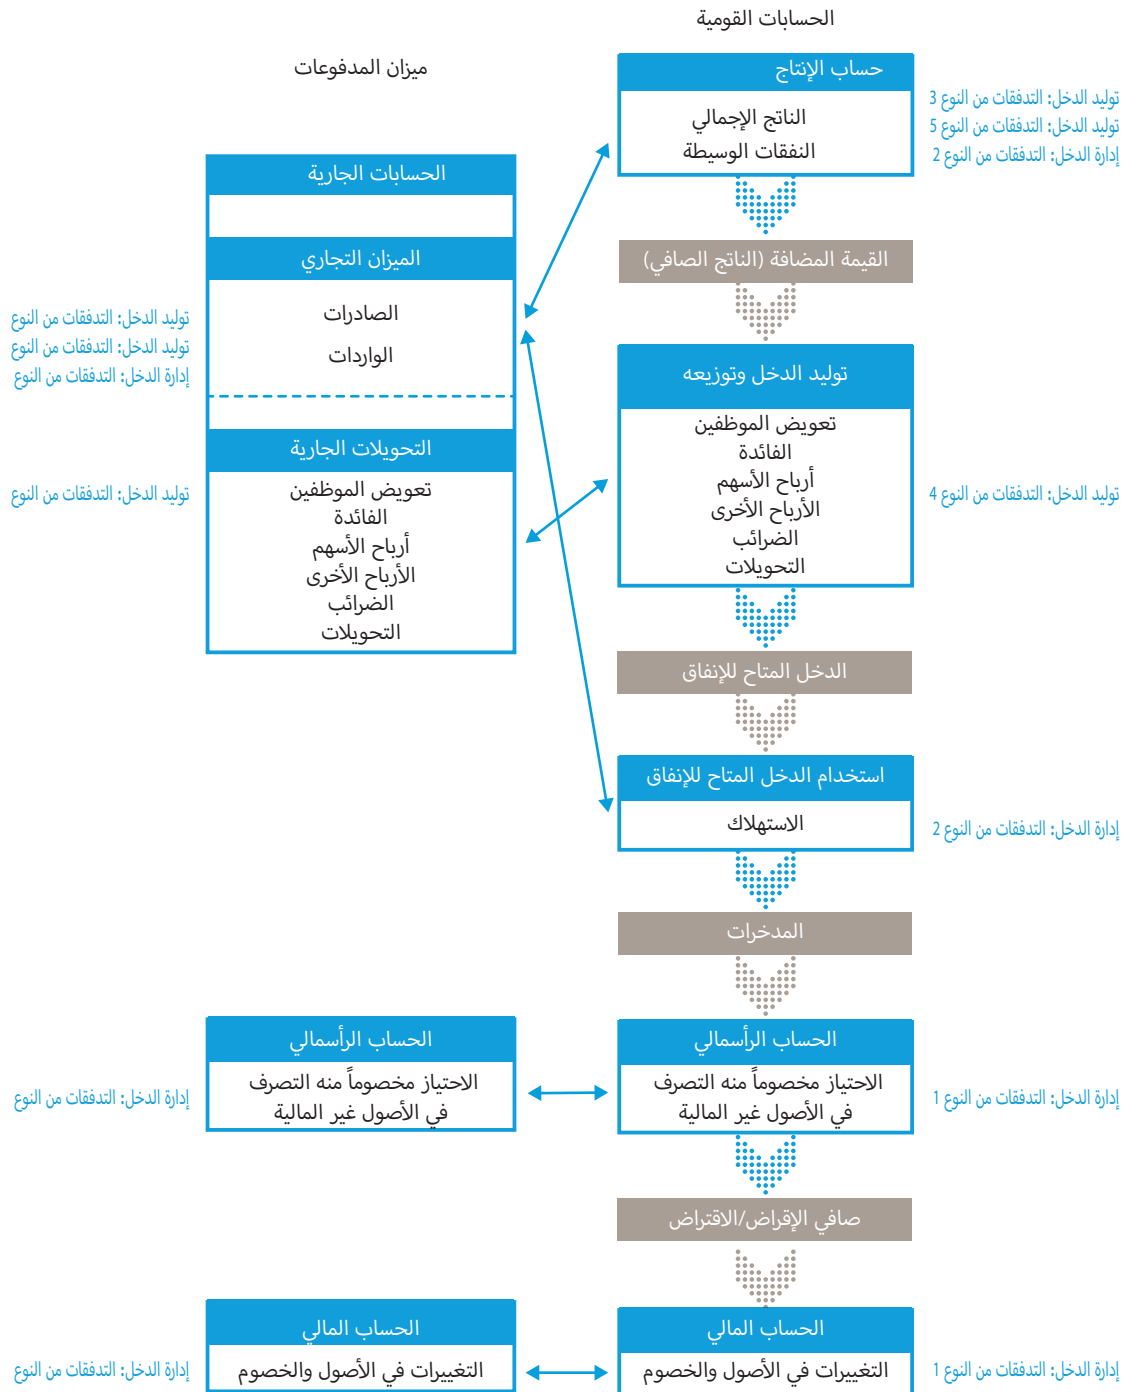 الحسابات القومية
حساب الإنتاج
الناتج الإجمالي
النفقات الوسيطة
توليد الدخل: التدفقات من النوع 3
توليد الدخل: التدفقات من النوع 5
إدارة الدخل: التدفقات من النوع 2
القيمة المضافة (الناتج الصافي)
توليد الدخل وتوزيعه
تعويض الموظفين
الفائدة
أرباح الأسهم
الأرباح الأخرى
الضرائب
التحويلات
توليد الدخل: التدفقات من النوع 4
الدخل المتاح للإنفاق
استخدام الدخل المتاح للإنفاق
الاستهلاك
إدارة الدخل: التدفقات من النوع 2
المدخرات
الحساب الرأسمالي
الاحتياز مخصوماً منه التصرف
في الأصول غير المالية
إدارة الدخل: التدفقات من النوع 1
صافي الإقراض/الاقتراض
الحساب المالي
التغييرات في الأصول والخصوم
إدارة الدخل: التدفقات من النوع 1
ميزان المدفوعات
الحسابات الجارية
الميزان التجاري
الصادرات
الواردات
توليد الدخل: التدفقات من النوع
توليد الدخل: التدفقات من النوع
إدارة الدخل: التدفقات من النوع
التحويلات الجارية
تعويض الموظفين
الفائدة
أرباح الأسهم
الأرباح الأخرى
الضرائب
التحويلات
توليد الدخل: التدفقات من النوع
الحساب الرأسمالي
الاحتياز مخصوماً منه التصرف
في الأصول غير المالية
إدارة الدخل: التدفقات من النوع
الحساب المالي
التغييرات في الأصول والخصوم
إدارة الدخل: التدفقات من النوع